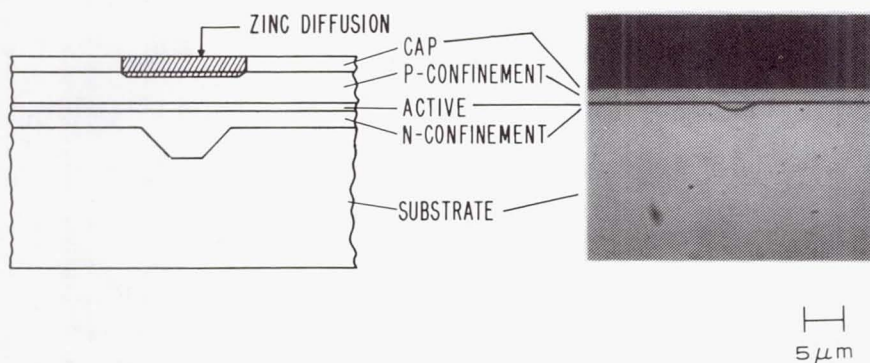 ZINC DIFFUSION
CAP
P-CONFINEMENT
ACTIVE
N-CONFINEMENT
SUBSTRATE
5μm